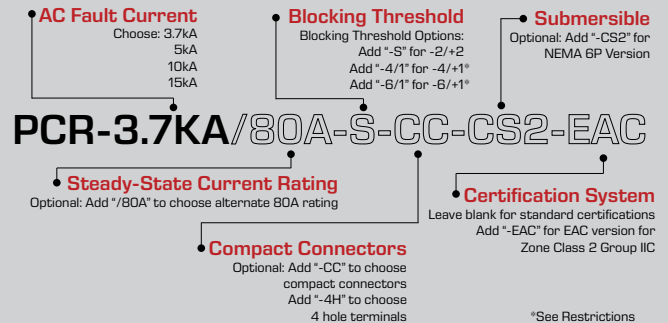 AC Fault Current
Choose: 3.7kA
5kA
10kA
15kA
Blocking Threshold
Blocking Threshold Options:
Add “-S” for -2/+2
Add “-4/1” for -4/+1*
Add “-6/1” for -6/+1*
Submersible
Optional: Add “-CS2” for
NEMA 6P Version
PCR-3.7KA/80A-S-CC-CS2-EAC
Steady-State Current Rating
Optional: Add “/80A” to choose alternate 80A rating
Certification System
Leave blank for standard certifications
Add “-EAC” for EAC version for
Zone Class 2 Group IIC
Compact Connectors
Optional: Add “-CC” to choose
compact connectors
Add “-4H” to choose
4 hole terminals
*See Restrictions